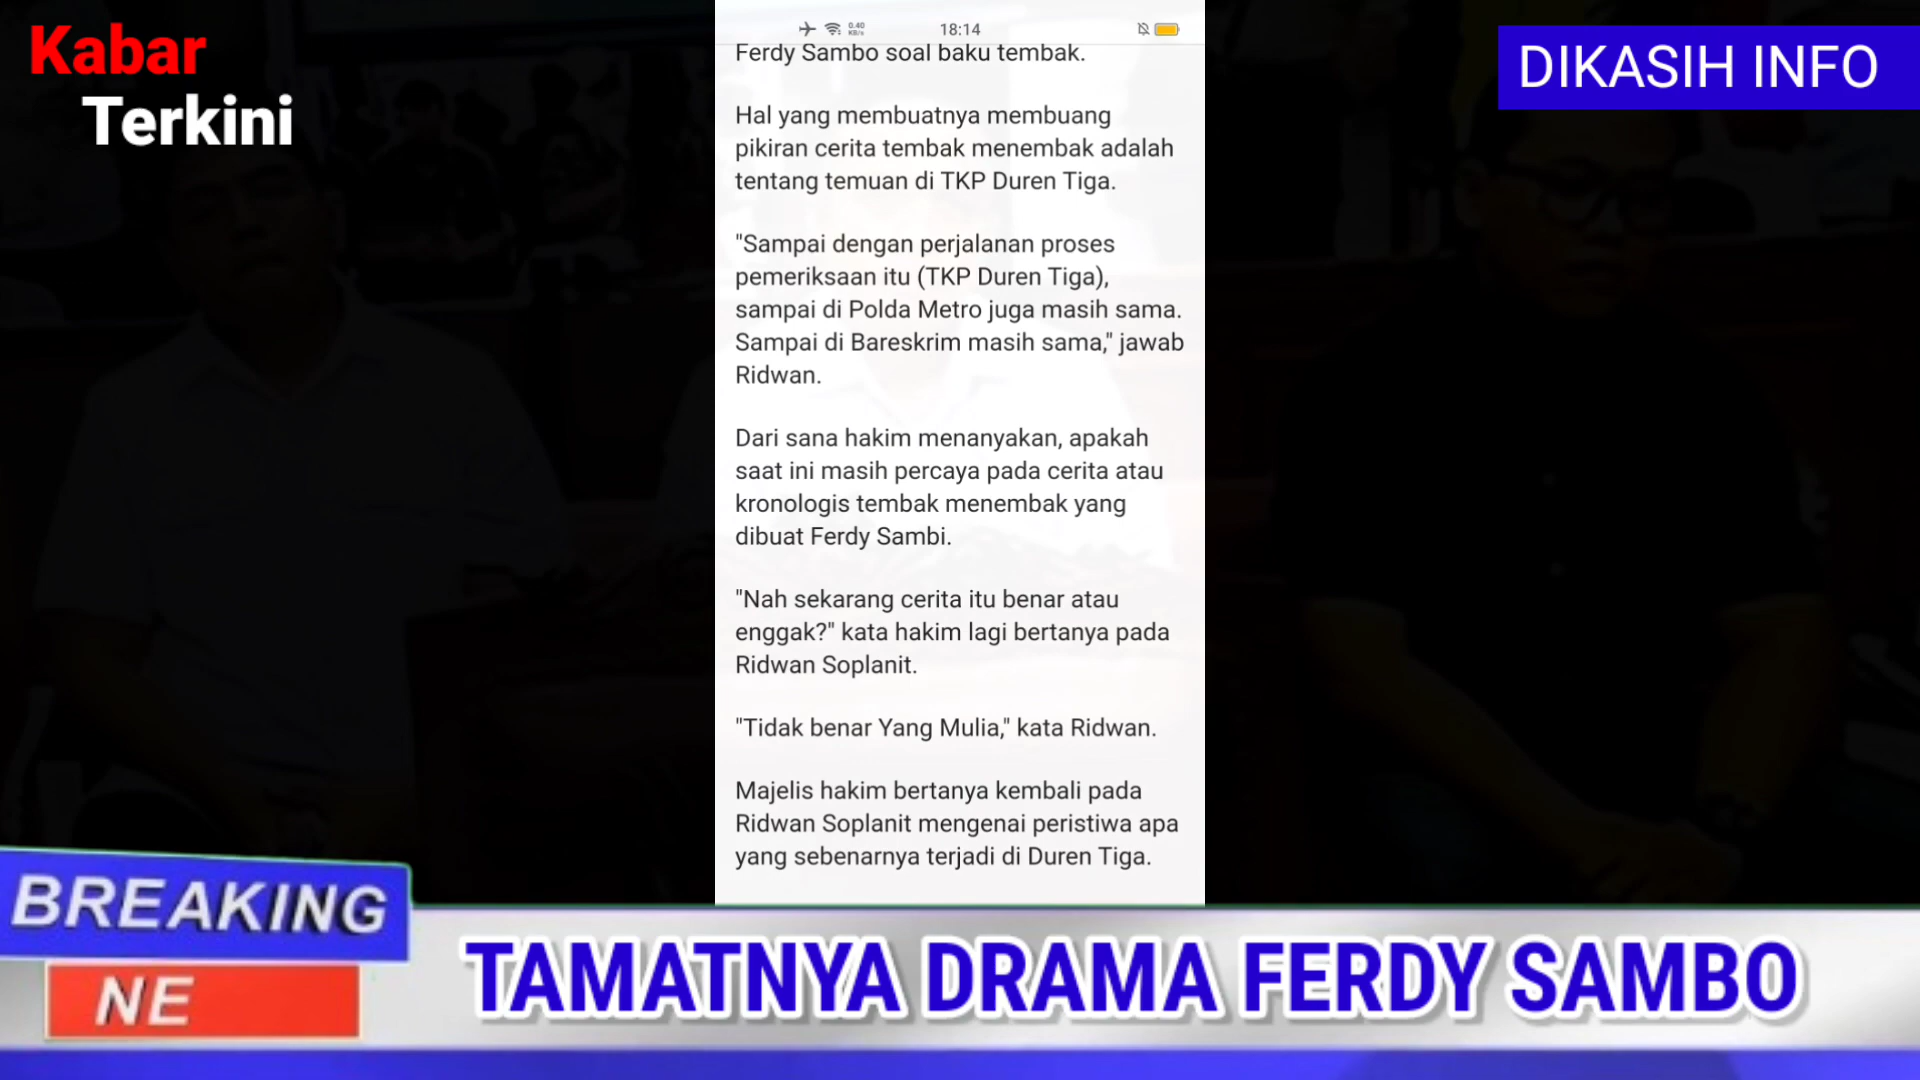 Kabar
Terkini
DIKASIH INFO
0.40
KB/s
18:14
Ferdy Sambo soal baku tembak.
Hal yang membuatnya membuang
pikiran cerita tembak menembak adalah
tentang temuan di TKP Duren Tiga.
"Sampai dengan perjalanan proses
pemeriksaan itu (TKP Duren Tiga),
sampai di Polda Metro juga masih sama.
Sampai di Bareskrim masih sama," jawab
Ridwan.
Dari sana hakim menanyakan, apakah
saat ini masih percaya pada cerita atau
kronologis tembak menembak yang
dibuat Ferdy Sambi.
"Nah sekarang cerita itu benar atau
enggak?" kata hakim lagi bertanya pada
Ridwan Soplanit.
"Tidak benar Yang Mulia," kata Ridwan.
Majelis hakim bertanya kembali pada
Ridwan Soplanit mengenai peristiwa apa
yang sebenarnya terjadi di Duren Tiga.
BREAKING
NE
TAMATNYA DRAMA FERDY SAMBO